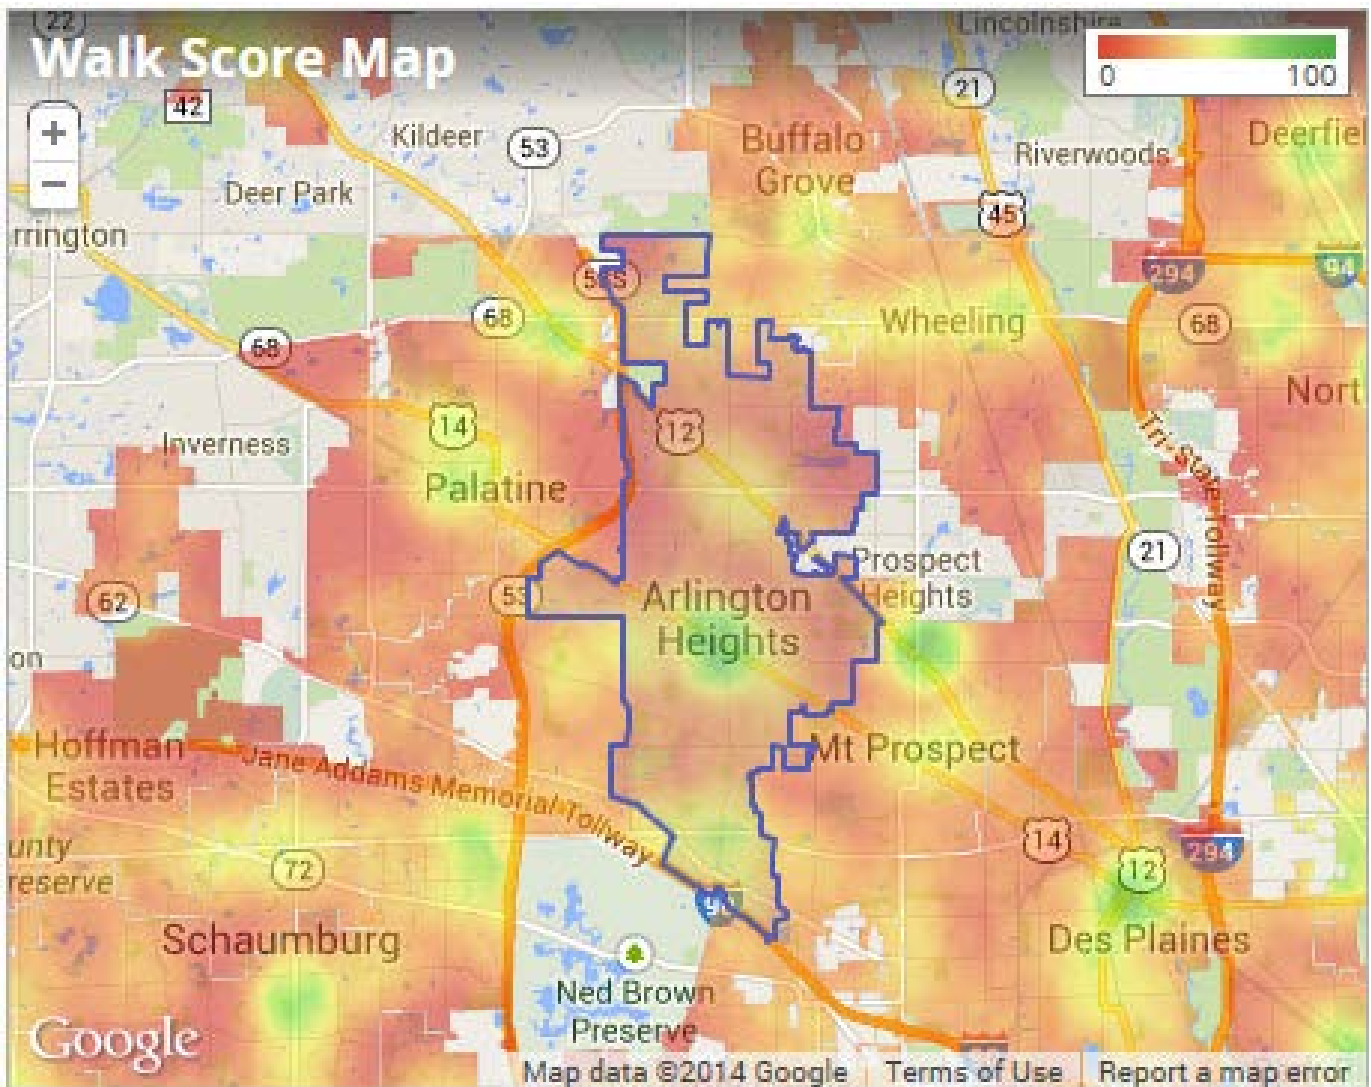 22
Lincolnshire
Walk Score Map
0
100
42
21
Kildeer
53
Buffalo
Grove
Deerfiel
Riverwoods
Deer Park
45
rrington
294
94
68
Wheeling
68
68
Nort
14
12
Inverness
Tri-State Tollway
Palatine
21
Prospect
Heights
62
53
Arlington
Heights
on
Hoffman
Estates
Mt Prospect
Jane Addams Memorial Tollway
unty
reserve
72
14
12
294
Schaumburg
Des Plaines
Ned Brown
Preserve
Google
Map data ©2014 Google
Terms of Use
Report a map error